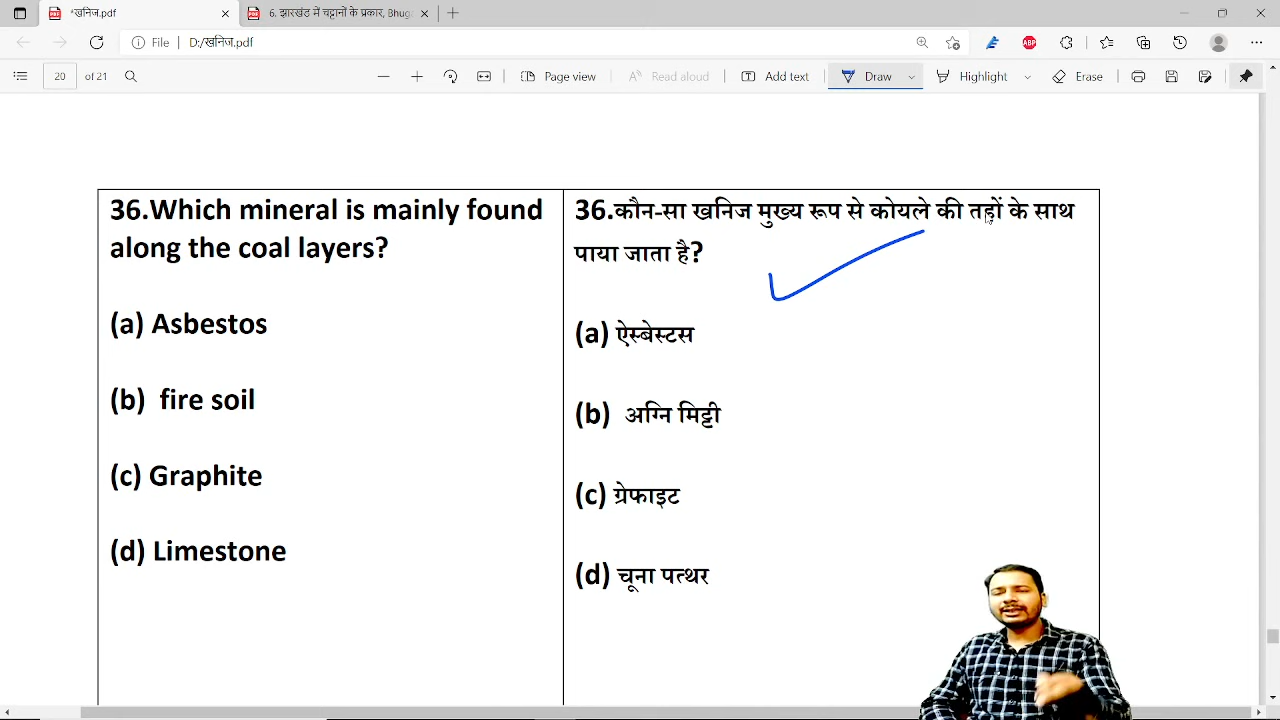 *खनिज.pdf
6. झारखंड में चट्टानों के प्रकार, Bhug
File | D:/खनिज.pdf
20 of 21
Page view
Read aloud
Add text
Draw
Highlight
Erase
36.Which mineral is mainly found
along the coal layers?
(a) Asbestos
(b) fire soil
(c) Graphite
(d) Limestone
36.कौन-सा खनिज मुख्य रूप से कोयले की तहों के साथ
पाया जाता है?
(a) ऐस्बेस्टस
(b) अग्नि मिट्टी
(c) ग्रेफाइट
(d) चूना पत्थर